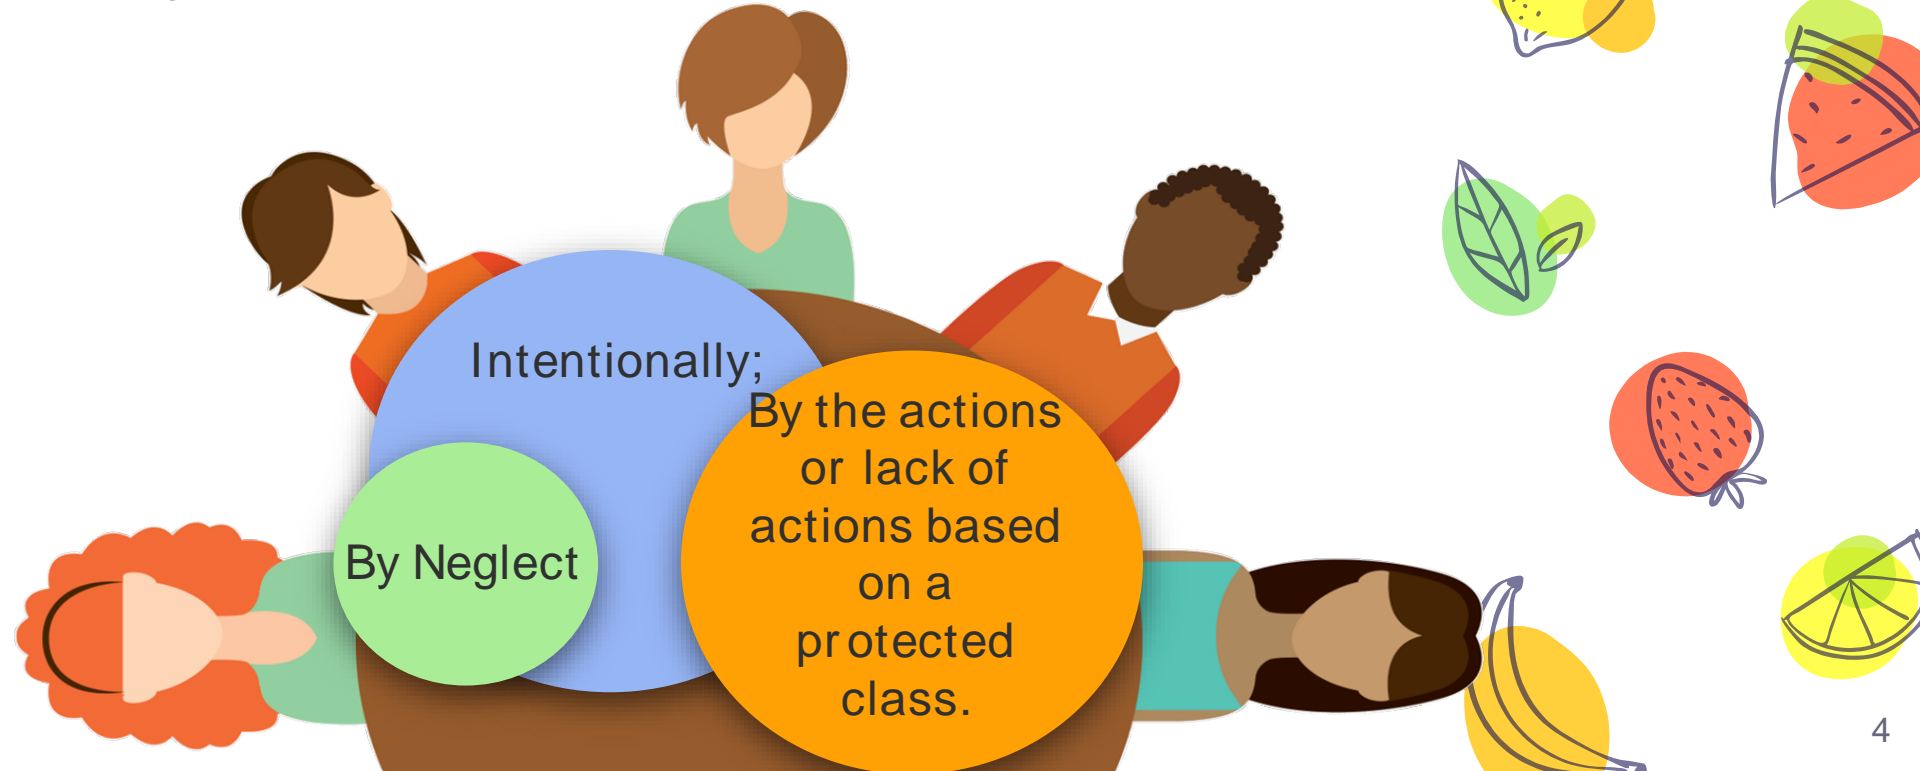 Intentionally;
By the actions
or lack of
actions based
on a
protected
class.
By Neglect
4